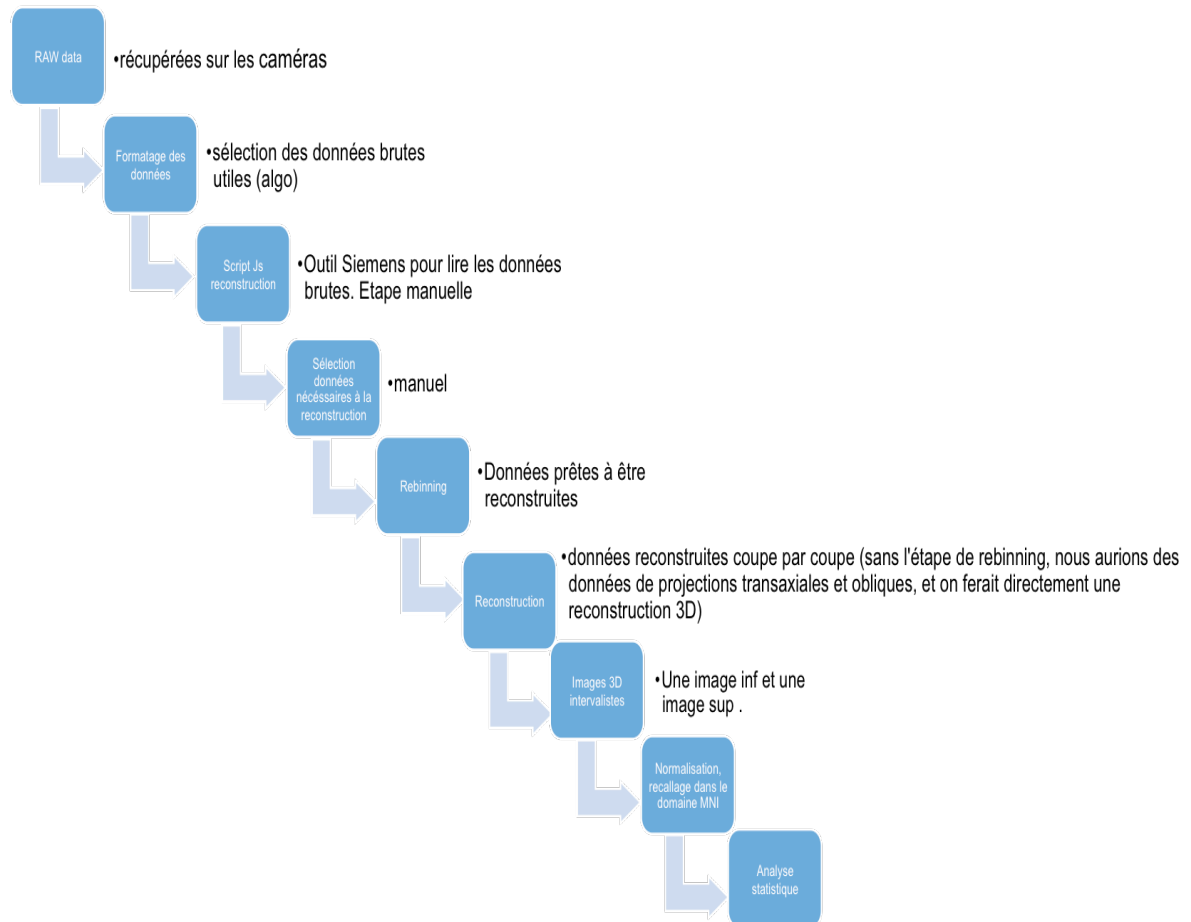 RAW data
•récupérées sur les caméras
Formatage des
données
•sélection des données brutes
utiles (algo)
Script Js
reconstruction
•Outil Siemens pour lire les données
brutes. Etape manuelle
Sélection
données
nécéssaires à la
reconstruction
•manuel
Rebinning
•Données prêtes à être
reconstruites
Reconstruction
•données reconstruites coupe par coupe (sans l'étape de rebinning, nous aurions des
données de projections transaxiales et obliques, et on ferait directement une
reconstruction 3D)
Images 3D
intervalistes
•Une image inf et une
image sup .
Normalisation,
recallage dans le
domaine MNI
Analyse
statistique